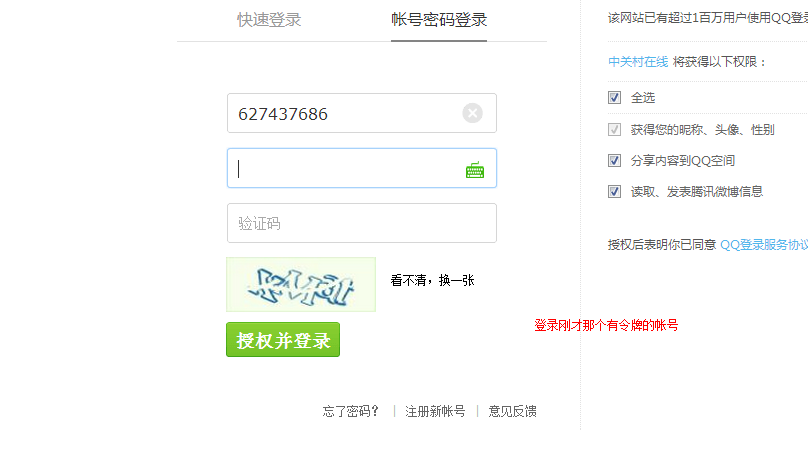 快速登录
帐号密码登录
627437686
验证码
看不清，换一张
授权并登录
登录刚才那个有令牌的帐号
忘了密码？ | 注册新帐号 | 意见反馈
该网站已有超过1百万用户使用QQ登
中关村在线 将获得以下权限：
全选
获得您的昵称、头像、性别
分享内容到QQ空间
读取、发表腾讯微博信息
授权后表明你已同意 QQ登录服务协议